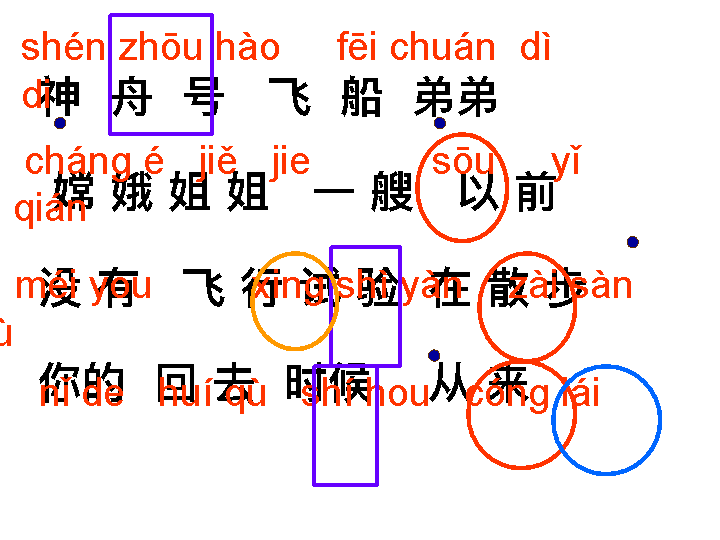 shén zhōu hào fēi chuán dì
dì
神 舟 号 飞 船 弟弟
cháng é jiě jie sōu yǐ
嫦 娥 姐 姐 一 艘 以 前
qián
méi yǒu xíng shì yàn zài sàn
没 有 飞 行 试 验 在 散 步
ù
你的 回 去 时候 从 来
nǐ de huí qù shí hou cóng lái